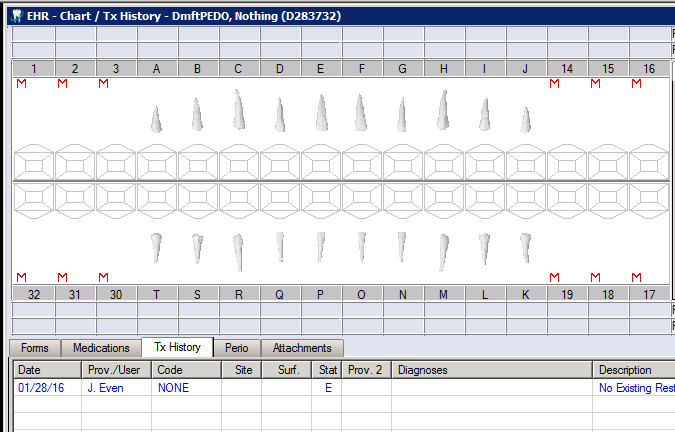 EHR - Chart / Tx History - DmftPEDO, Nothing (D283732)
1 2 3 A B C D E F G H I J 14 15 16
M M M M M M
M M M M M M
32 31 30 T S R Q P O N M L K 19 18 17
Forms Medications Tx History Perio Attachments
Date Prov./User Code Site Surf. Stat Prov. 2 Diagnoses Description
01/28/16 J. Even NONE E No Existing Rest